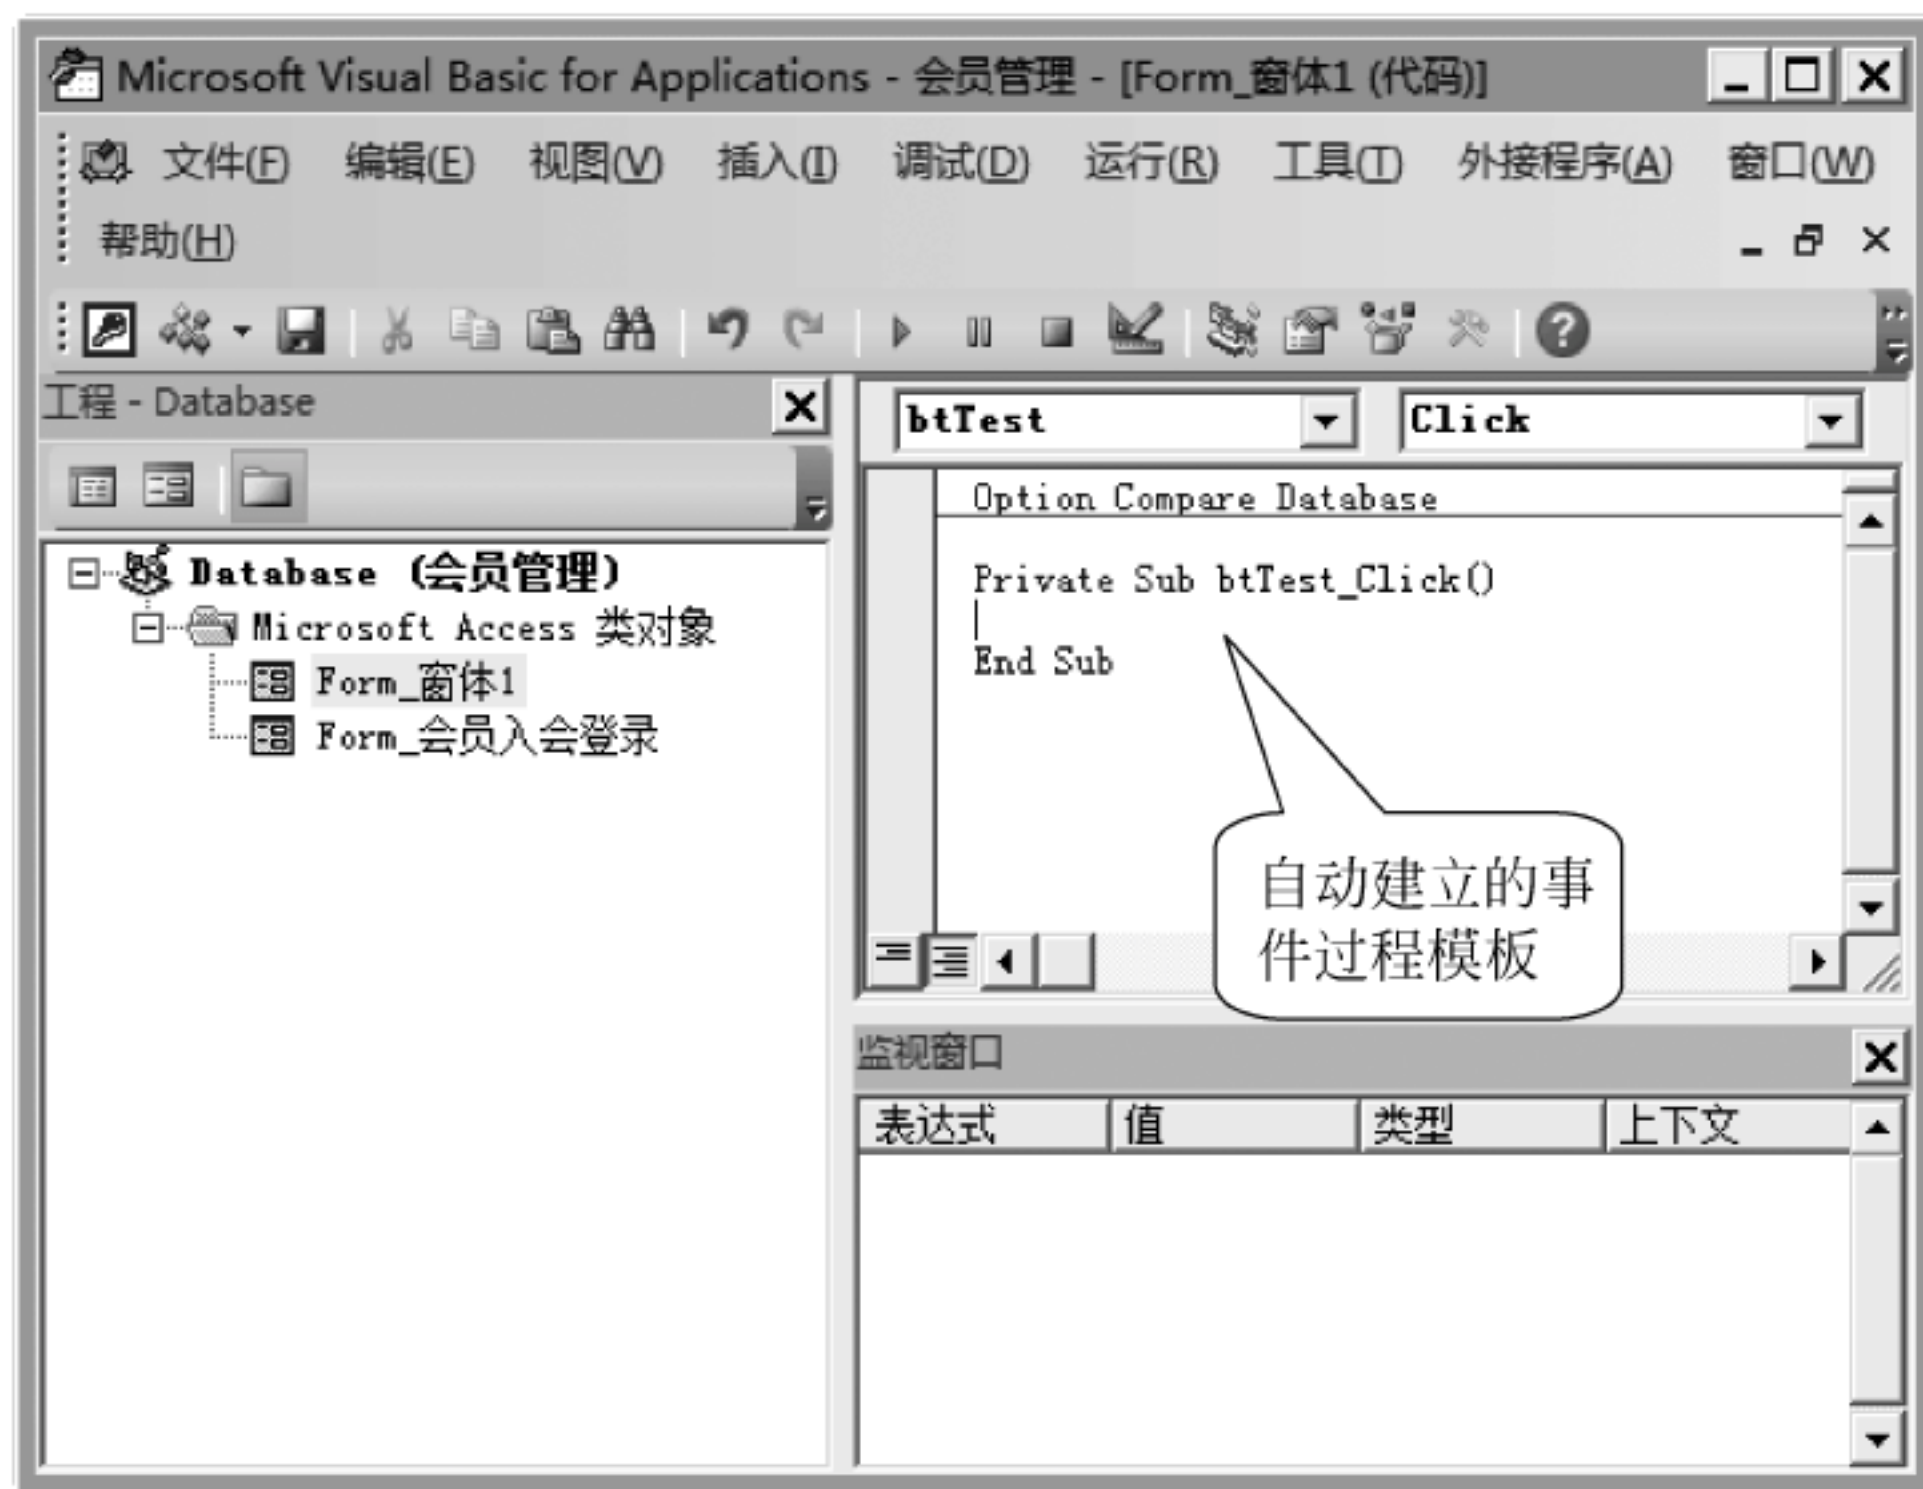 Microsoft Visual Basic for Applications - 会员管理 - [Form_窗体1 (代码)]
文件(F) 编辑(E) 视图(V) 插入(I) 调试(D) 运行(R) 工具(T) 外接程序(A) 窗口(W)
帮助(H)
工程 - Database
Database (会员管理)
Microsoft Access 类对象
Form_窗体1
Form_会员入会登录
btTest Click
Option Compare Database
Private Sub btTest_Click()
End Sub
自动建立的事
件过程模板
监视窗口
表达式 值 类型 上下文